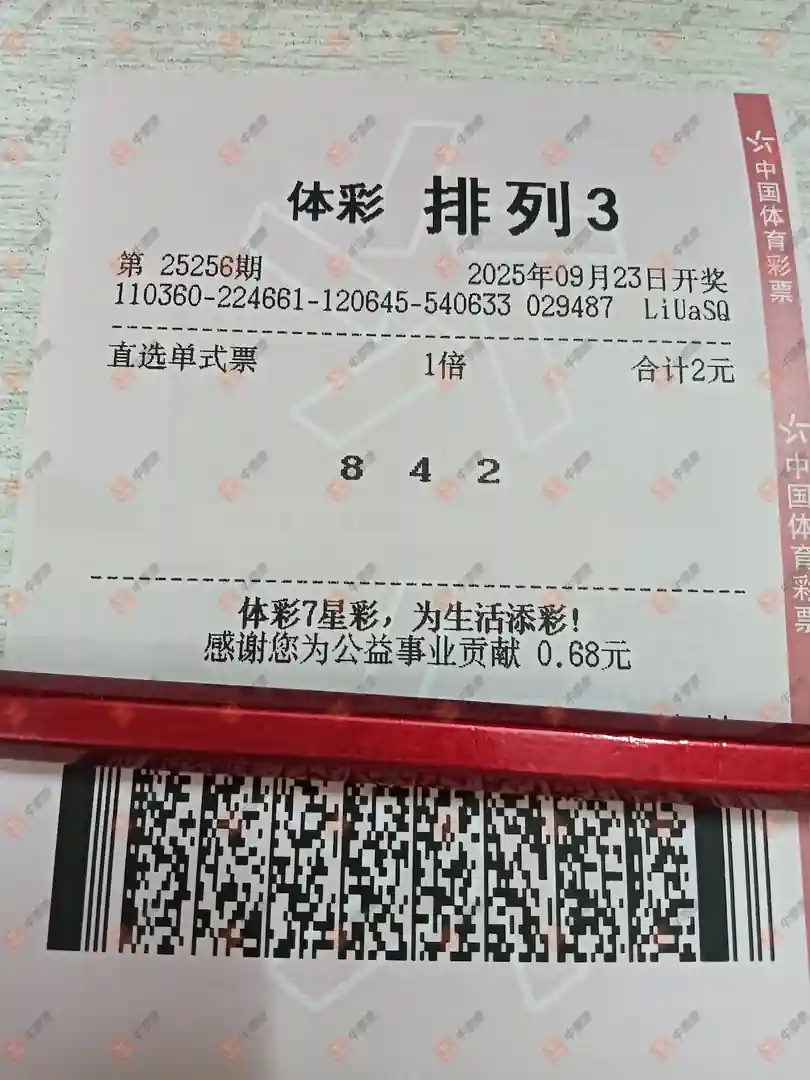 体彩 排列3
第 25256期 2025年09月23日开奖
110360-224661-120645-540633 029487 LiUaSQ
直选单式票 1倍 合计2元
8 4 2
体彩7星彩，为生活添彩！
感谢您为公益事业贡献 0.68元
中国体育彩票
中国体育彩票